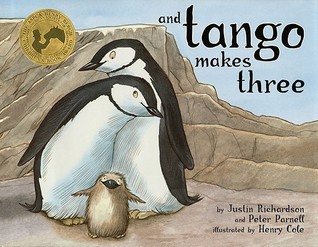 and
tango
makes
three
by Justin Richardson
and Peter Parnell
illustrated by Henry Cole